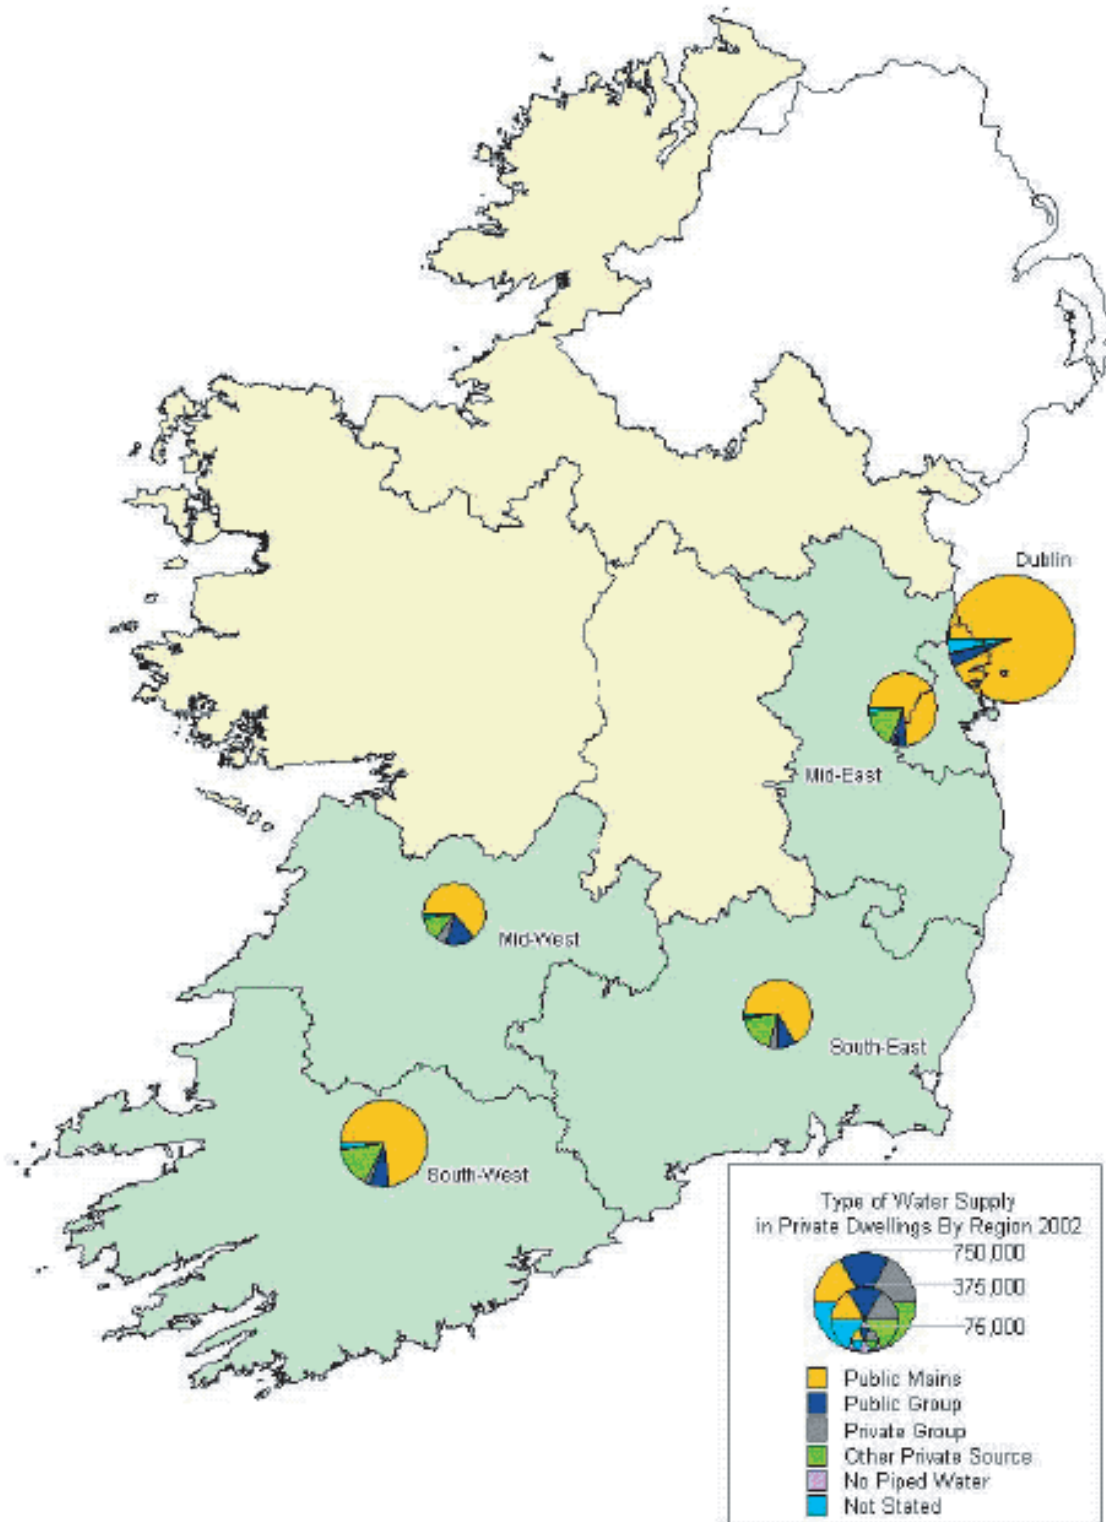 Dublin
Mid-East
Mid-West
South-East
South-West
Type of Water Supply
in Private Dwellings By Region 2002
750,000
375,000
76,000
Public Mains
Public Group
Private Group
Other Private Source
No Piped Water
Not Stated